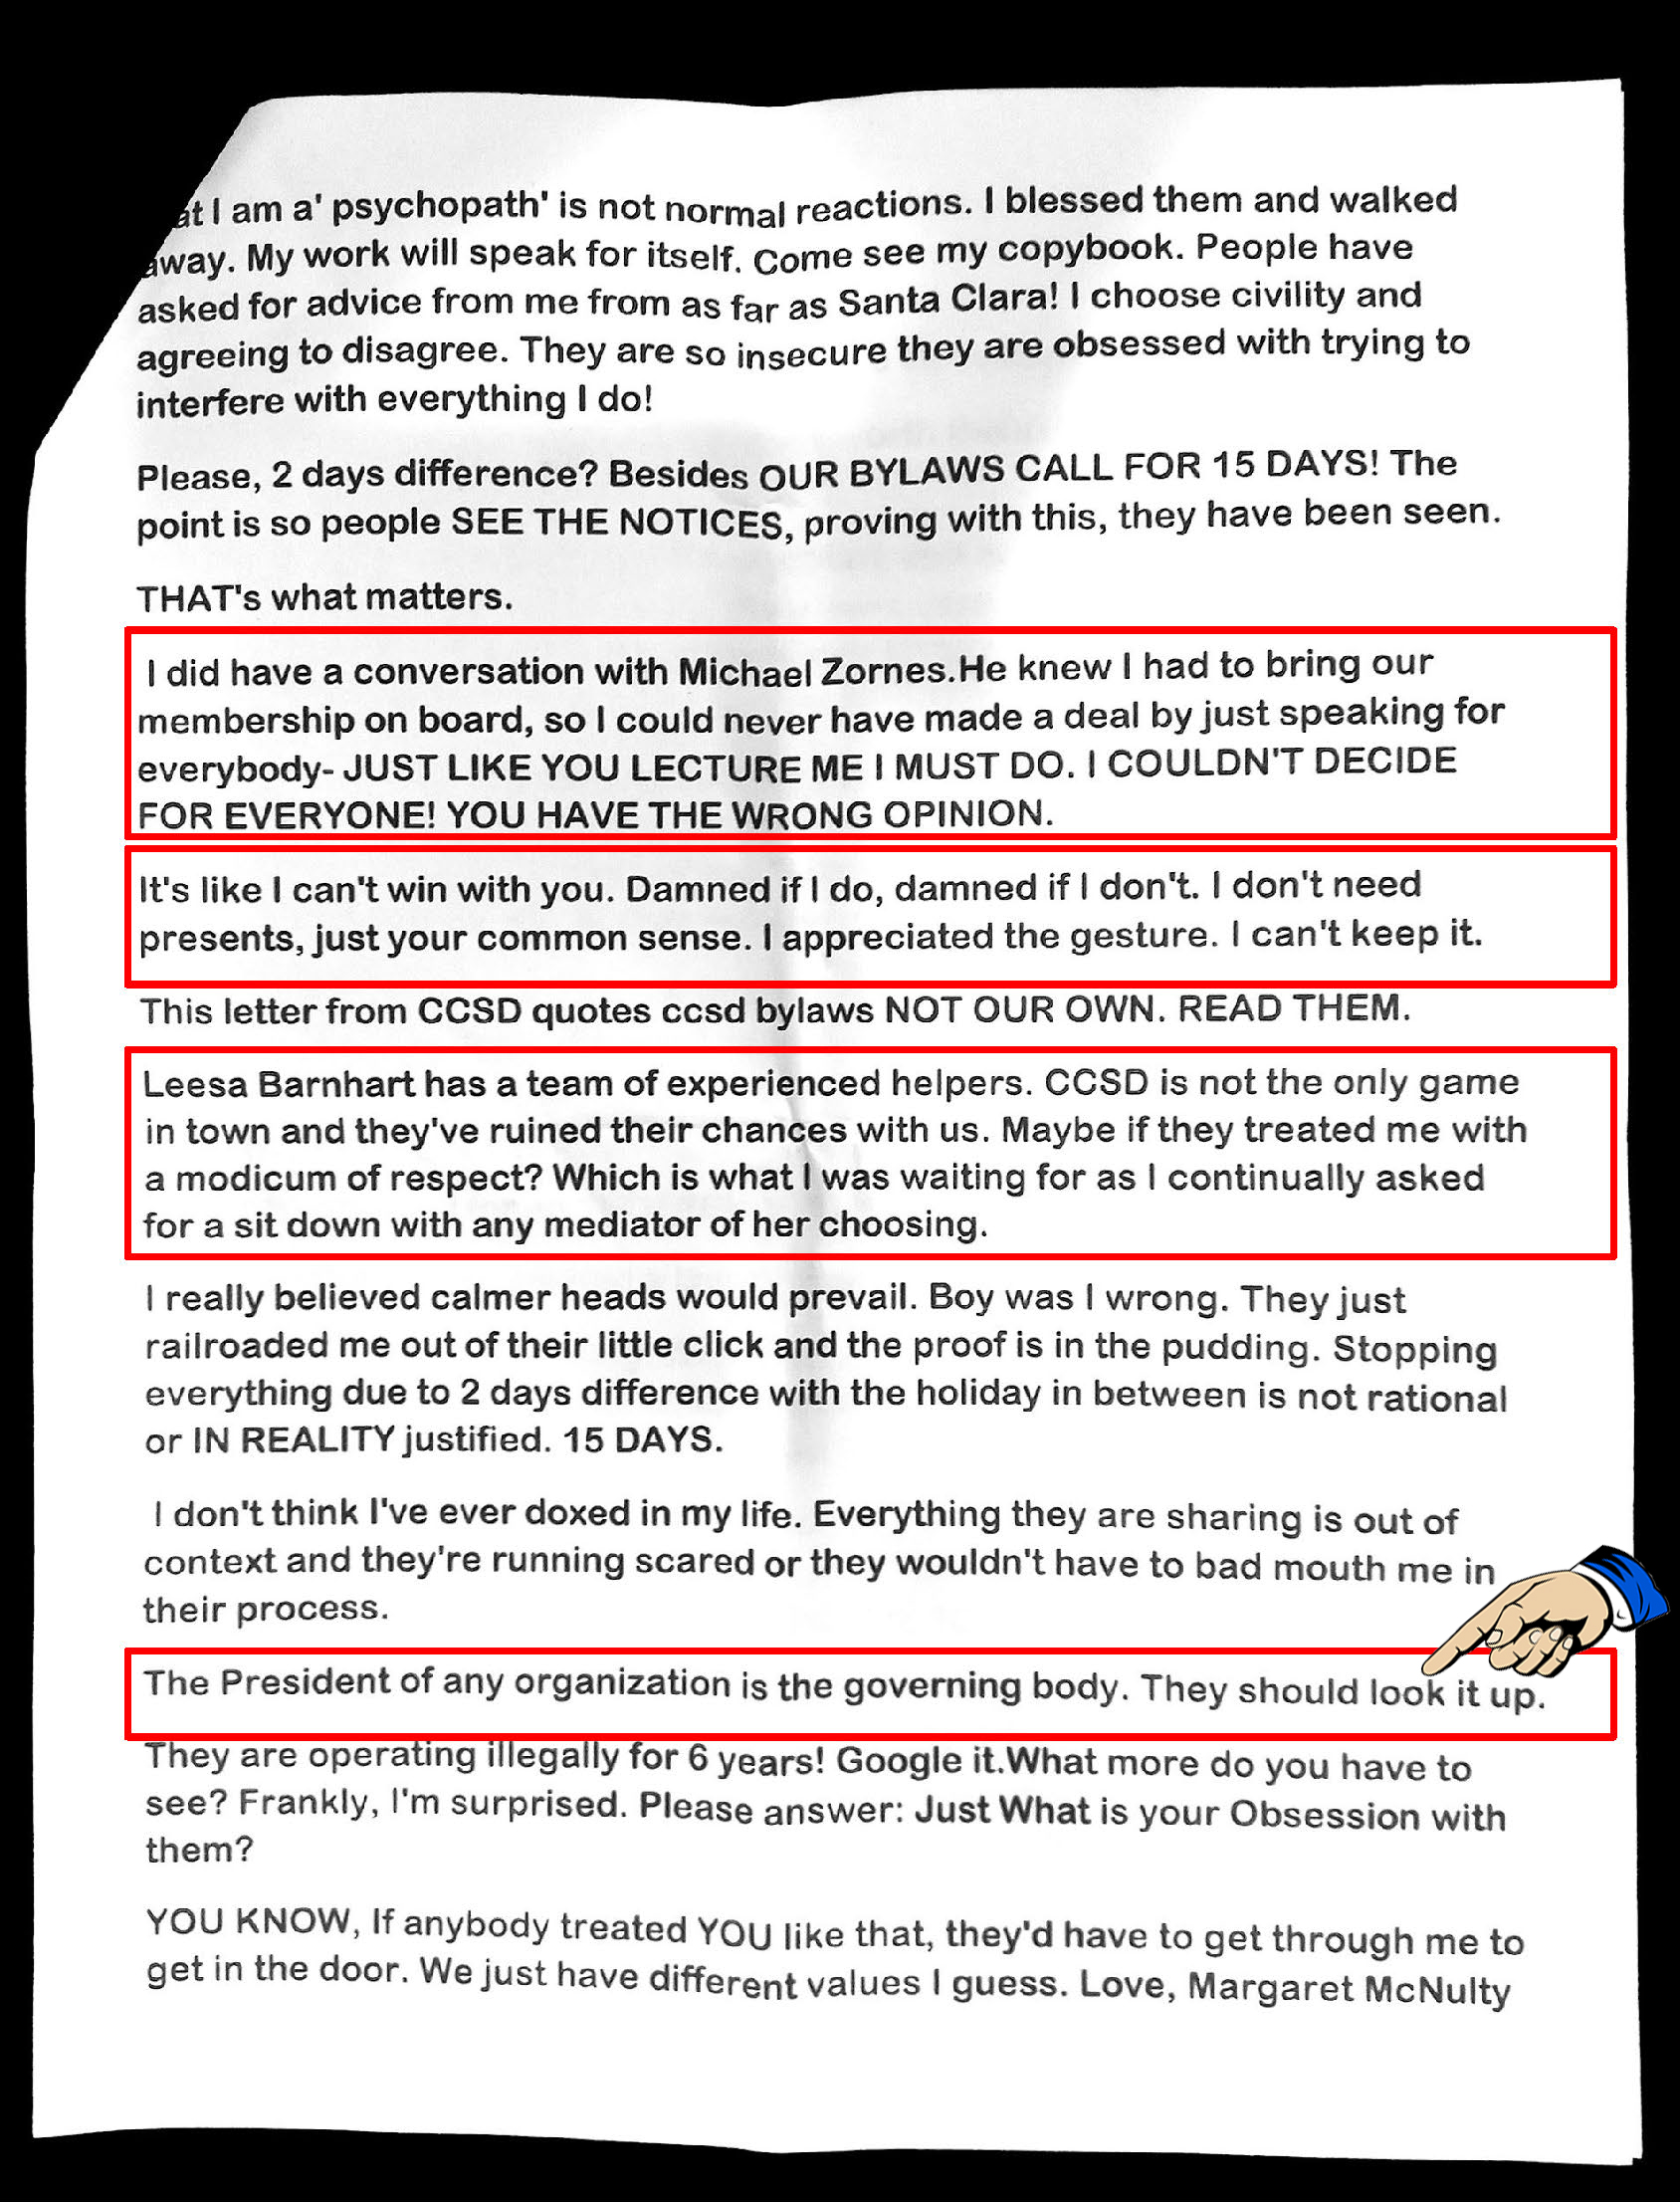 at I am a' psychopath' is not normal reactions. I blessed them and walked
away. My work will speak for itself. Come see my copybook. People have
asked for advice from me from as far as Santa Clara! I choose civility and
agreeing to disagree. They are so insecure they are obsessed with trying to
interfere with everything I do!
Please, 2 days difference? Besides OUR BYLAWS CALL FOR 15 DAYS! The
point is so people SEE THE NOTICES, proving with this, they have been seen.
THAT's what matters.
I did have a conversation with Michael Zornes.He knew I had to bring our
membership on board, so I could never have made a deal by just speaking for
everybody- JUST LIKE YOU LECTURE ME I MUST DO. I COULDN'T DECIDE
FOR EVERYONE! YOU HAVE THE WRONG OPINION.
It's like I can't win with you. Damned if I do, damned if I don't. I don't need
presents, just your common sense. I appreciated the gesture. I can't keep it.
This letter from CCSD quotes ccsd bylaws NOT OUR OWN. READ THEM.
Leesa Barnhart has a team of experienced helpers. CCSD is not the only game
in town and they've ruined their chances with us. Maybe if they treated me with
a modicum of respect? Which is what I was waiting for as I continually asked
for a sit down with any mediator of her choosing.
I really believed calmer heads would prevail. Boy was I wrong. They just
railroaded me out of their little click and the proof is in the pudding. Stopping
everything due to 2 days difference with the holiday in between is not rational
or IN REALITY justified. 15 DAYS.
I don't think I've ever doxed in my life. Everything they are sharing is out of
context and they're running scared or they wouldn't have to bad mouth me in
their process.
The President of any organization is the governing body. They should look it up.
They are operating illegally for 6 years! Google it.What more do you have to
see? Frankly, I'm surprised. Please answer: Just What is your Obsession with
them?
YOU KNOW, If anybody treated YOU like that, they'd have to get through me to
get in the door. We just have different values I guess. Love, Margaret McNulty